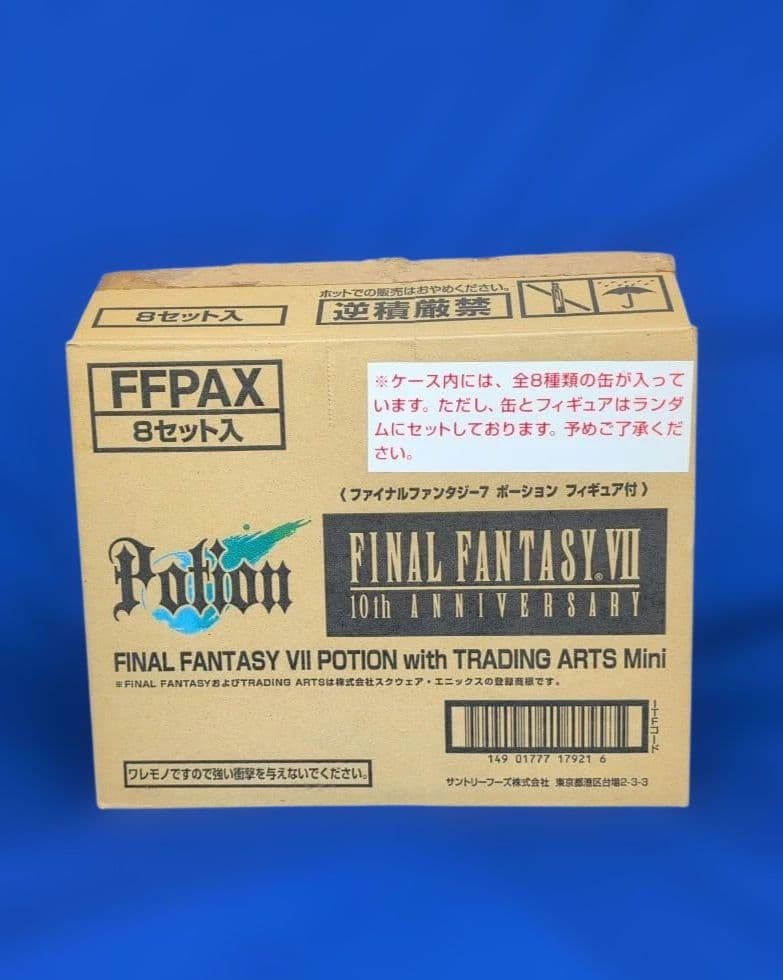 ホットでの販売はおやめください。
8セット入
逆積厳禁
FFPAX
8セット入
※ケース内には、全8種類の缶が入って
います。ただし、缶とフィギュアはランダ
ムにセットしております。予めご了承くだ
さい。
〈ファイナルファンタジー7 ポーション フィギュア付〉
Potion
FINAL FANTASY® VII
10th ANNIVERSARY
FINAL FANTASY VII POTION with TRADING ARTS Mini
※FINAL FANTASYおよびTRADING ARTSは株式会社スクウェア・エニックスの登録商標です。
ITFコード
149 01777 17921 6
ワレモノですので強い衝撃を与えないでください。
サントリーフーズ株式会社 東京都港区台場2-3-3